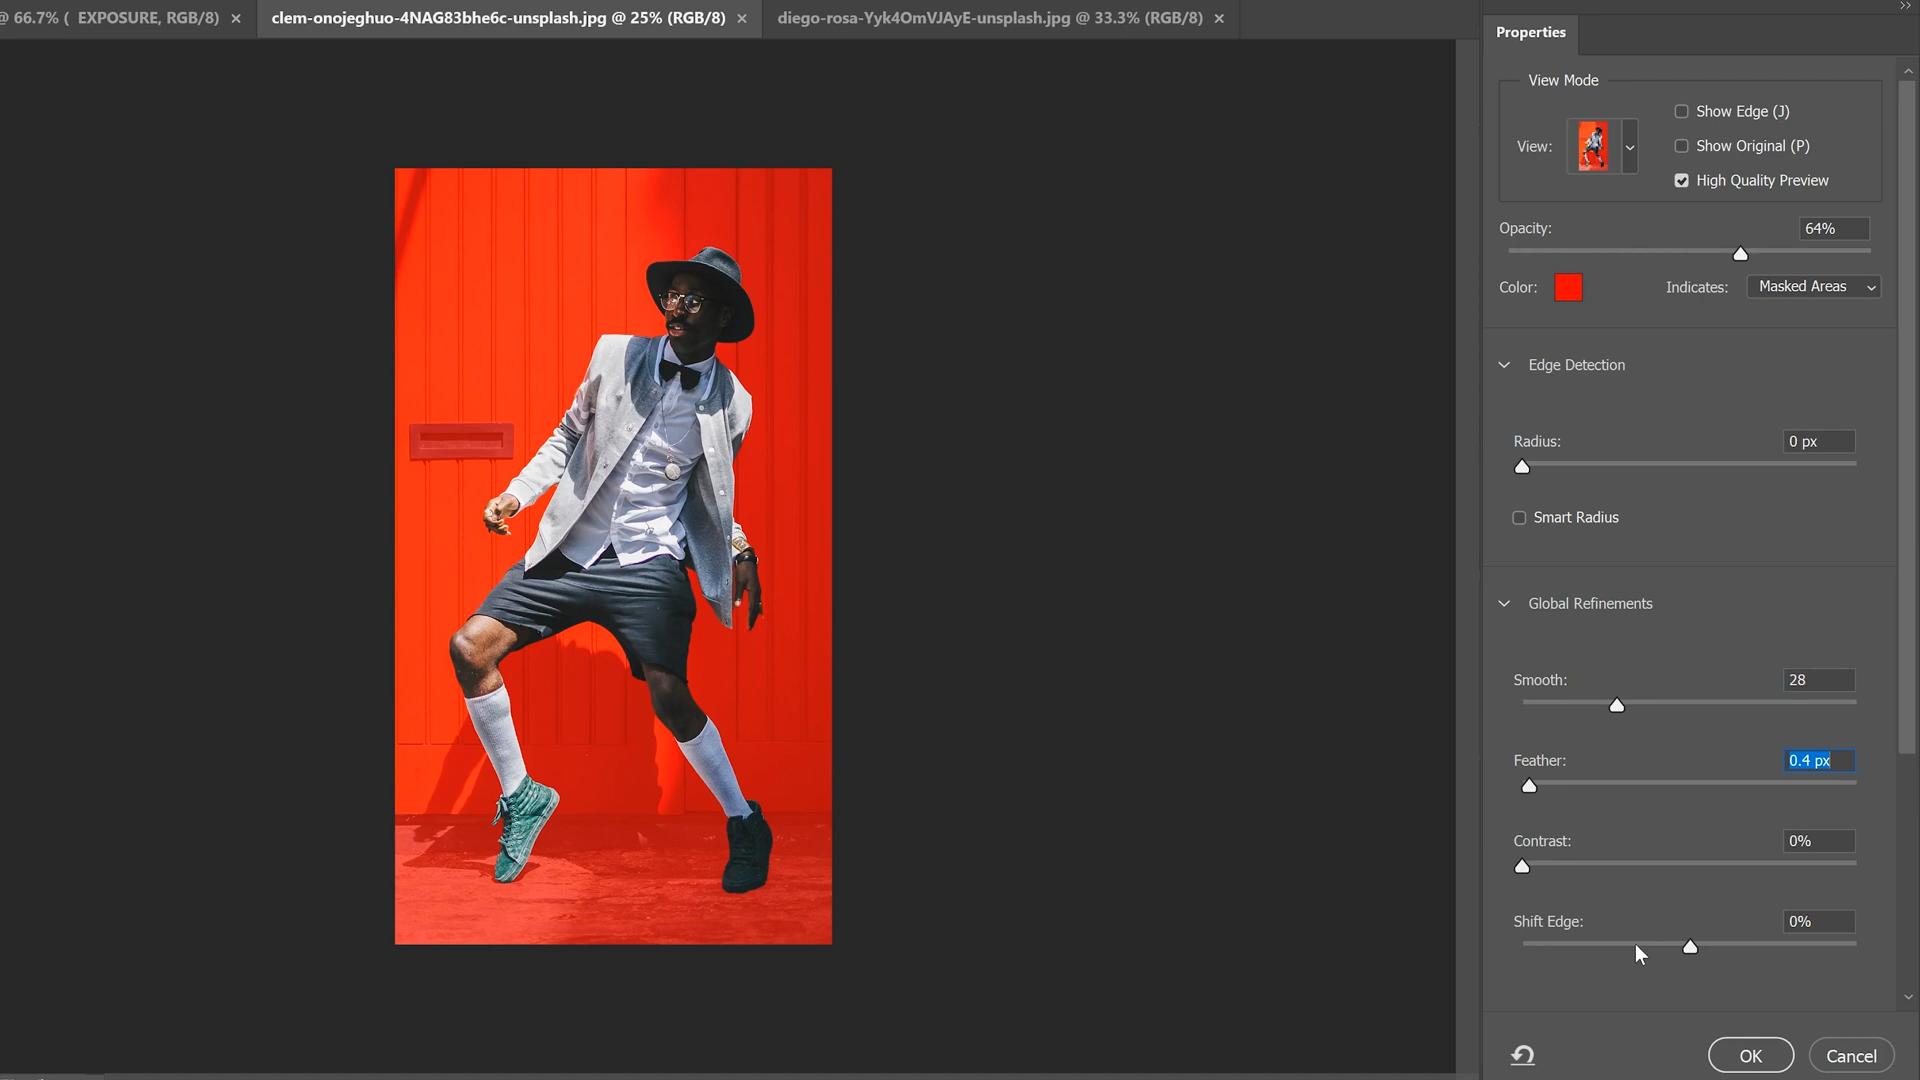 @ 66.7% ( EXPOSURE, RGB/8) ×
clem-onojeghuo-4NAG83bhe6c-unsplash.jpg @ 25% (RGB/8) ×
diego-rosa-Yyk4OmVJAyE-unsplash.jpg @ 33.3% (RGB/8) ×
Properties
View Mode
View:
Show Edge (J)
Show Original (P)
High Quality Preview
Opacity: 64%
Color:
Indicates: Masked Areas
Edge Detection
Radius: 0 px
Smart Radius
Global Refinements
Smooth: 28
Feather: 0.4 px
Contrast: 0%
Shift Edge: 0%
OK
Cancel